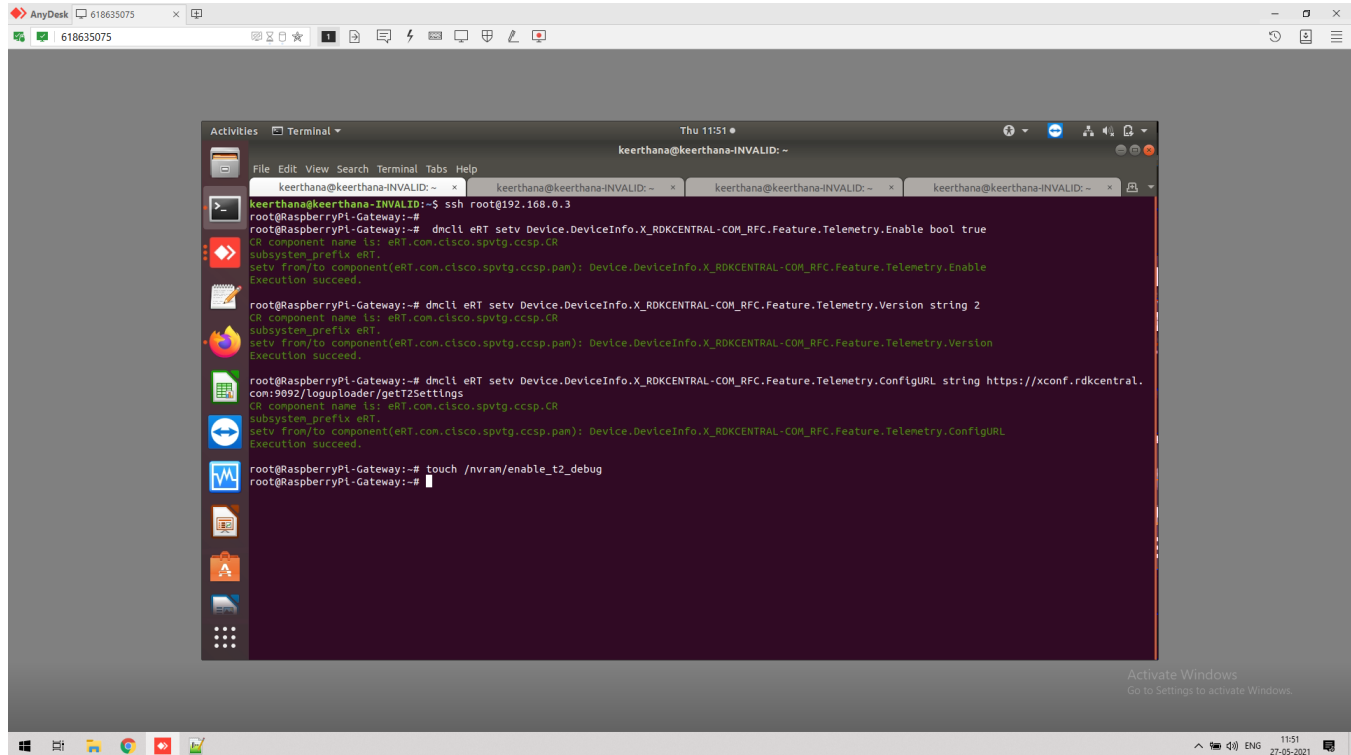 AnyDesk 618635075
618635075
1
Activities Terminal Thu 11:51
keerthana@keerthana-INVALID: ~
File Edit View Search Terminal Tabs Help
keerthana@keerthana-INVALID: ~ × keerthana@keerthana-INVALID: ~ × keerthana@keerthana-INVALID: ~ × keerthana@keerthana-INVALID: ~ ×
keerthana@keerthana-INVALID:~$ ssh root@192.168.0.3
root@RaspberryPi-Gateway:~#
root@RaspberryPi-Gateway:~#  dmcli eRT setv Device.DeviceInfo.X_RDKCENTRAL-COM_RFC.Feature.Telemetry.Enable bool true
CR component name is: eRT.com.cisco.spvtg.ccsp.CR
subsystem_prefix eRT.
setv from/to component(eRT.com.cisco.spvtg.ccsp.pam): Device.DeviceInfo.X_RDKCENTRAL-COM_RFC.Feature.Telemetry.Enable
Execution succeed.
root@RaspberryPi-Gateway:~# dmcli eRT setv Device.DeviceInfo.X_RDKCENTRAL-COM_RFC.Feature.Telemetry.Version string 2
CR component name is: eRT.com.cisco.spvtg.ccsp.CR
subsystem_prefix eRT.
setv from/to component(eRT.com.cisco.spvtg.ccsp.pam): Device.DeviceInfo.X_RDKCENTRAL-COM_RFC.Feature.Telemetry.Version
Execution succeed.
root@RaspberryPi-Gateway:~# dmcli eRT setv Device.DeviceInfo.X_RDKCENTRAL-COM_RFC.Feature.Telemetry.ConfigURL string https://xconf.rdkcentral.
com:9092/loguploader/getT2Settings
CR component name is: eRT.com.cisco.spvtg.ccsp.CR
subsystem_prefix eRT.
setv from/to component(eRT.com.cisco.spvtg.ccsp.pam): Device.DeviceInfo.X_RDKCENTRAL-COM_RFC.Feature.Telemetry.ConfigURL
Execution succeed.
root@RaspberryPi-Gateway:~# touch /nvram/enable_t2_debug
root@RaspberryPi-Gateway:~#
Activate Windows
Go to Settings to activate Windows.
ENG 11:51
27-05-2021